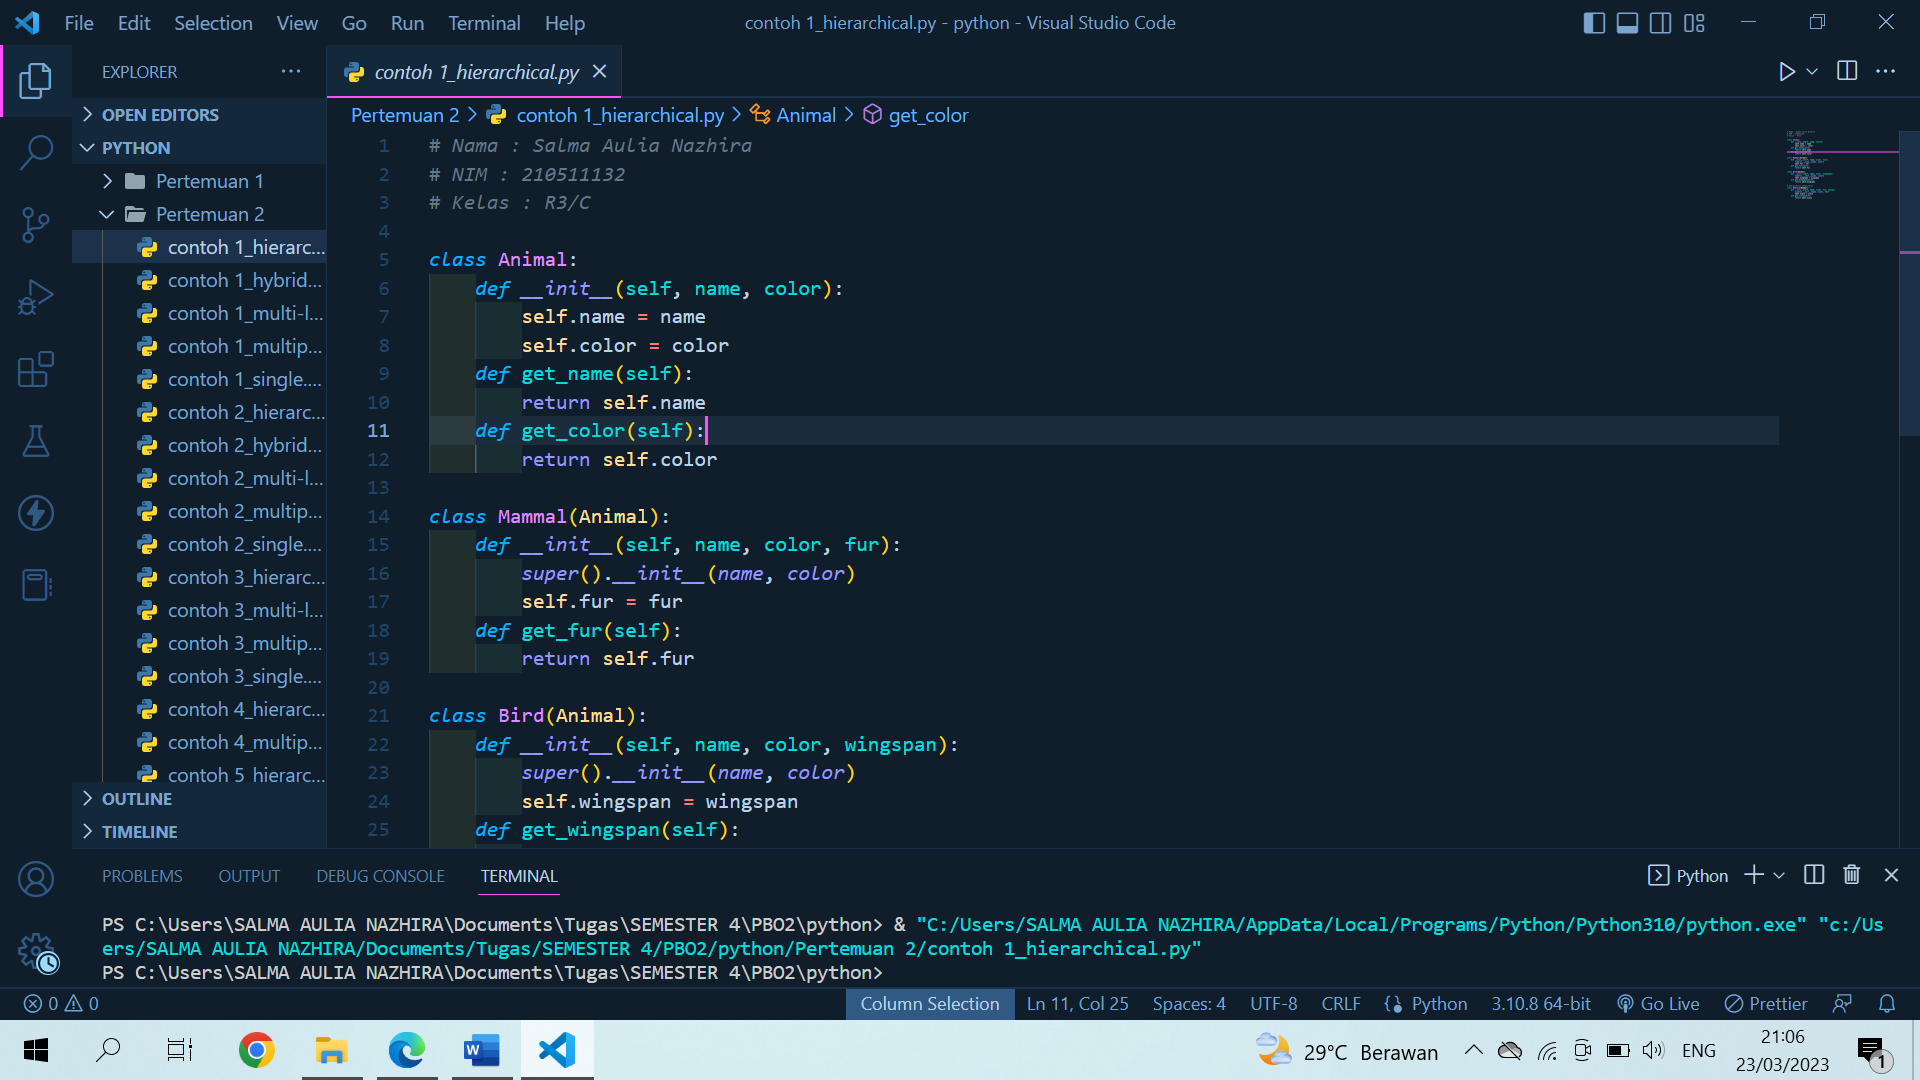 File Edit Selection View Go Run Terminal Help
contoh 1_hierarchical.py - python - Visual Studio Code
EXPLORER
contoh 1_hierarchical.py
OPEN EDITORS
PYTHON
Pertemuan 1
Pertemuan 2
contoh 1_hierarc...
contoh 1_hybrid...
contoh 1_multi-l...
contoh 1_multip...
contoh 1_single....
contoh 2_hierarc...
contoh 2_hybrid...
contoh 2_multi-l...
contoh 2_multip...
contoh 2_single....
contoh 3_hierarc...
contoh 3_multi-l...
contoh 3_multip...
contoh 3_single....
contoh 4_hierarc...
contoh 4_multip...
contoh 5 hierarc...
OUTLINE
TIMELINE
Pertemuan 2 > contoh 1_hierarchical.py > Animal > get_color
1 # Nama : Salma Aulia Nazhira
2 # NIM : 210511132
3 # Kelas : R3/C
4
5 class Animal:
6 def __init__(self, name, color):
7 self.name = name
8 self.color = color
9 def get_name(self):
10 return self.name
11 def get_color(self):
12 return self.color
13
14 class Mammal(Animal):
15 def __init__(self, name, color, fur):
16 super().__init__(name, color)
17 self.fur = fur
18 def get_fur(self):
19 return self.fur
20
21 class Bird(Animal):
22 def __init__(self, name, color, wingspan):
23 super().__init__(name, color)
24 self.wingspan = wingspan
25 def get_wingspan(self):
PROBLEMS OUTPUT DEBUG CONSOLE TERMINAL
Python
PS C:\Users\SALMA AULIA NAZHIRA\Documents\Tugas\SEMESTER 4\PBO2\python> & "C:/Users/SALMA AULIA NAZHIRA/AppData/Local/Programs/Python/Python310/python.exe" "c:/Us
ers/SALMA AULIA NAZHIRA/Documents/Tugas/SEMESTER 4/PBO2/python/Pertemuan 2/contoh 1_hierarchical.py"
PS C:\Users\SALMA AULIA NAZHIRA\Documents\Tugas\SEMESTER 4\PBO2\python>
0 0 Column Selection Ln 11, Col 25 Spaces: 4 UTF-8 CRLF Python 3.10.8 64-bit Go Live Prettier
29°C Berawan ENG 21:06
23/03/2023
1